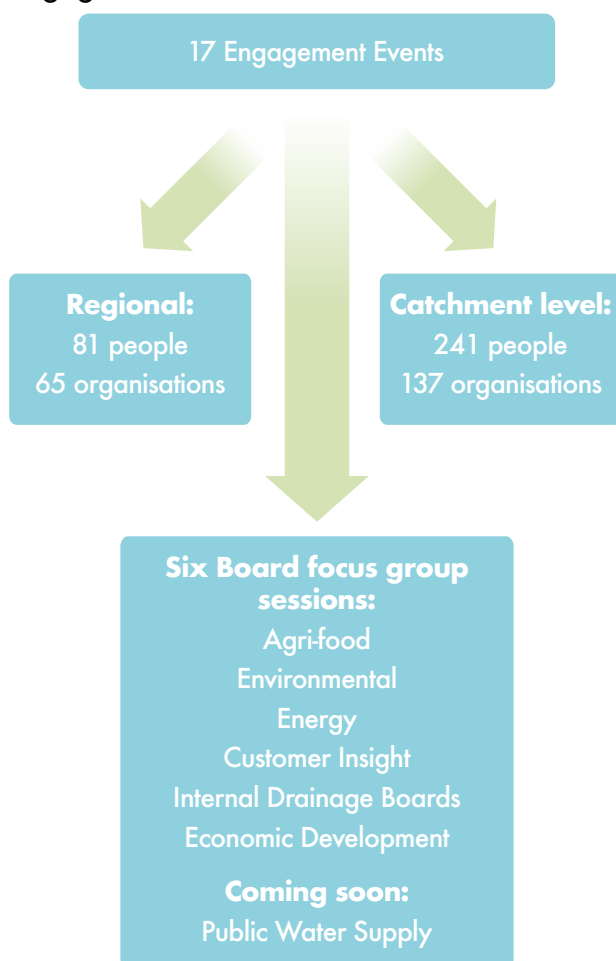 17 Engagement Events
Regional:
81 people
65 organisations
Catchment level:
241 people
137 organisations
Six Board focus group
sessions:
Agri-food
Environmental
Energy
Customer Insight
Internal Drainage Boards
Economic Development
Coming soon:
Public Water Supply